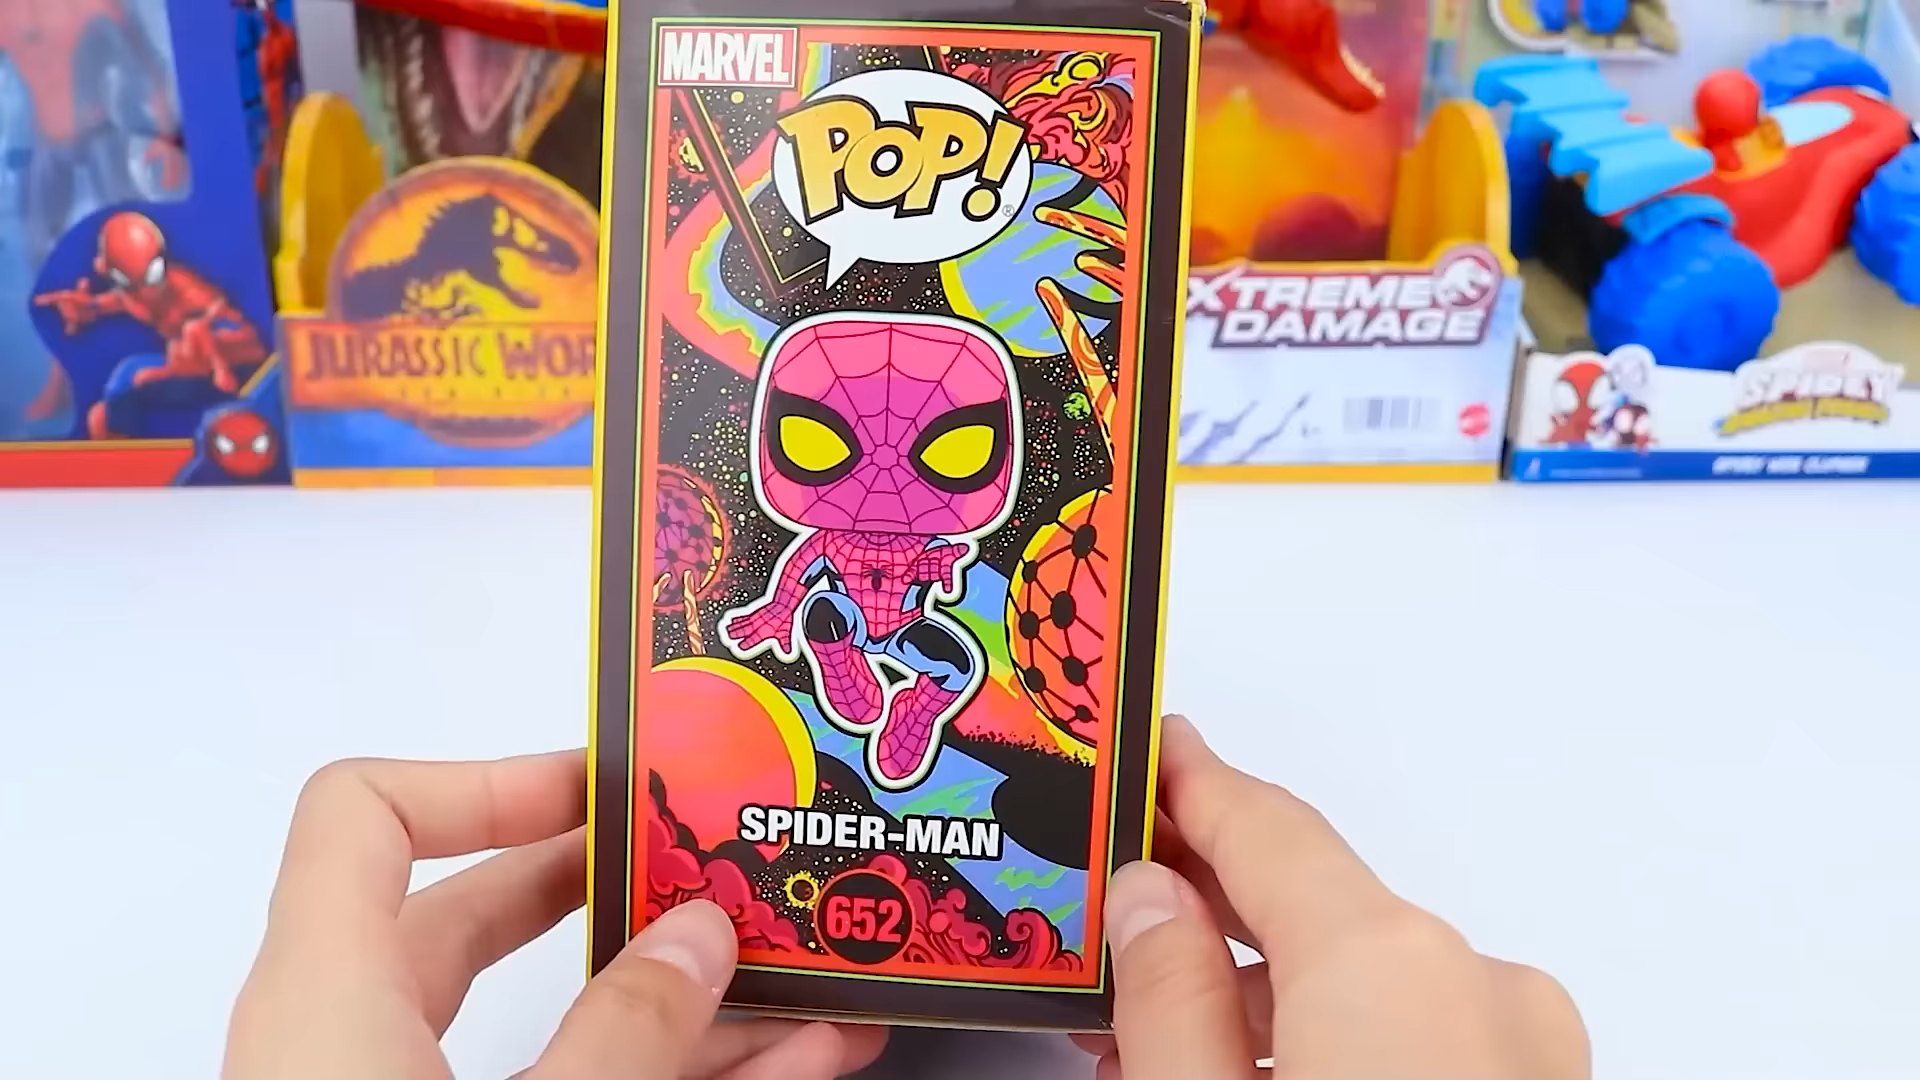 MARVEL
POP!
®
SPIDER-MAN
652
JURASSIC WOR
XTREME
DAMAGE
SPIDEY